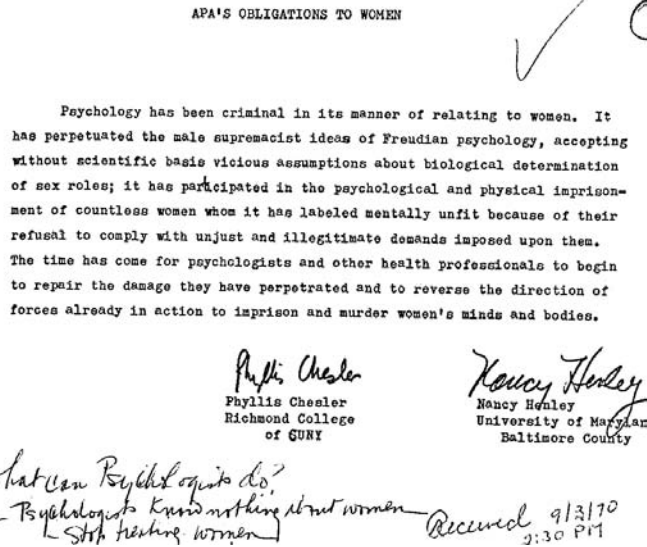 APA'S OBLIGATIONS TO WOMEN
Psychology has been criminal in its manner of relating to women. It
has perpetuated the male supremacist ideas of Freudian psychology, accepting
without scientific basis vicious assumptions about biological determination
of sex roles; it has participated in the psychological and physical imprison-
ment of countless women whom it has labeled mentally unfit because of their
refusal to comply with unjust and illegitimate demands imposed upon them.
The time has come for psychologists and other health professionals to begin
to repair the damage they have perpetrated and to reverse the direction of
forces already in action to imprison and murder women's minds and bodies.
Phyllis Chesler Nancy Henley
Phyllis Chesler Nancy Henley
Richmond College University of Marylan
of CUNY Baltimore County
hat can Psychologists do?
- Psychologists know nothing about women
- Stop treating women
Received 9/3/70
2:30 PM